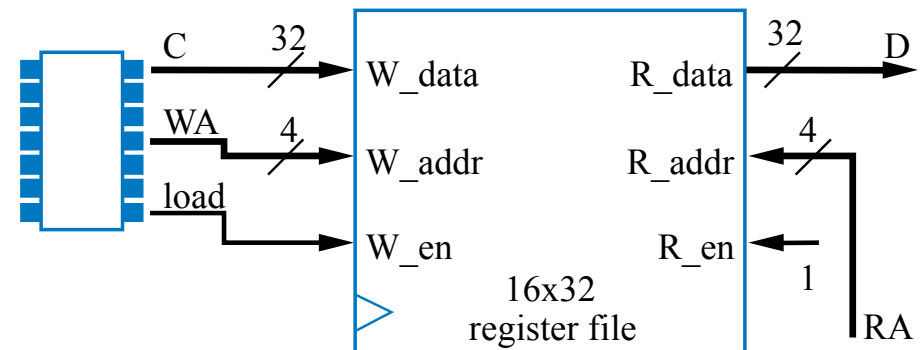 C 32 32 D
W_data R_data
WA 4 4
W_addr R_addr
load
W_en R_en
1
16x32
register file
RA